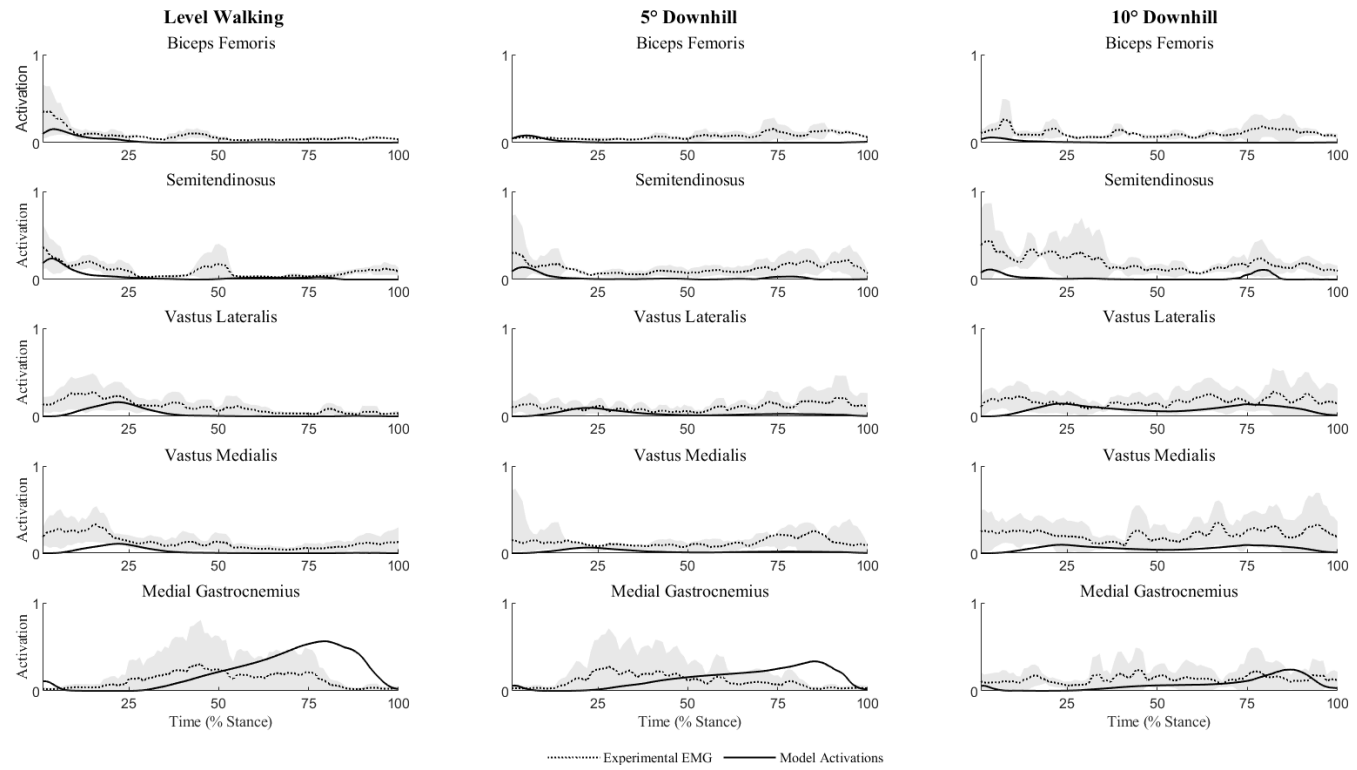 Level Walking 5° Downhill 10° Downhill
Biceps Femoris Biceps Femoris Biceps Femoris
1 1 1
Activation
0 0 0
25 50 75 100 25 50 75 100 25 50 75 100
Semitendinosus Semitendinosus Semitendinosus
1 1 1
Activation
0 0 0
25 50 75 100 25 50 75 100 25 50 75 100
Vastus Lateralis Vastus Lateralis Vastus Lateralis
1 1 1
Activation
0 0 0
25 50 75 100 25 50 75 100 25 50 75 100
Vastus Medialis Vastus Medialis Vastus Medialis
1 1 1
Activation
0 0 0
25 50 75 100 25 50 75 100 25 50 75 100
Medial Gastrocnemius Medial Gastrocnemius Medial Gastrocnemius
1 1 1
Activation
0 0 0
25 50 75 100 25 50 75 100 25 50 75 100
Time (% Stance) Time (% Stance) Time (% Stance)
Experimental EMG Model Activations